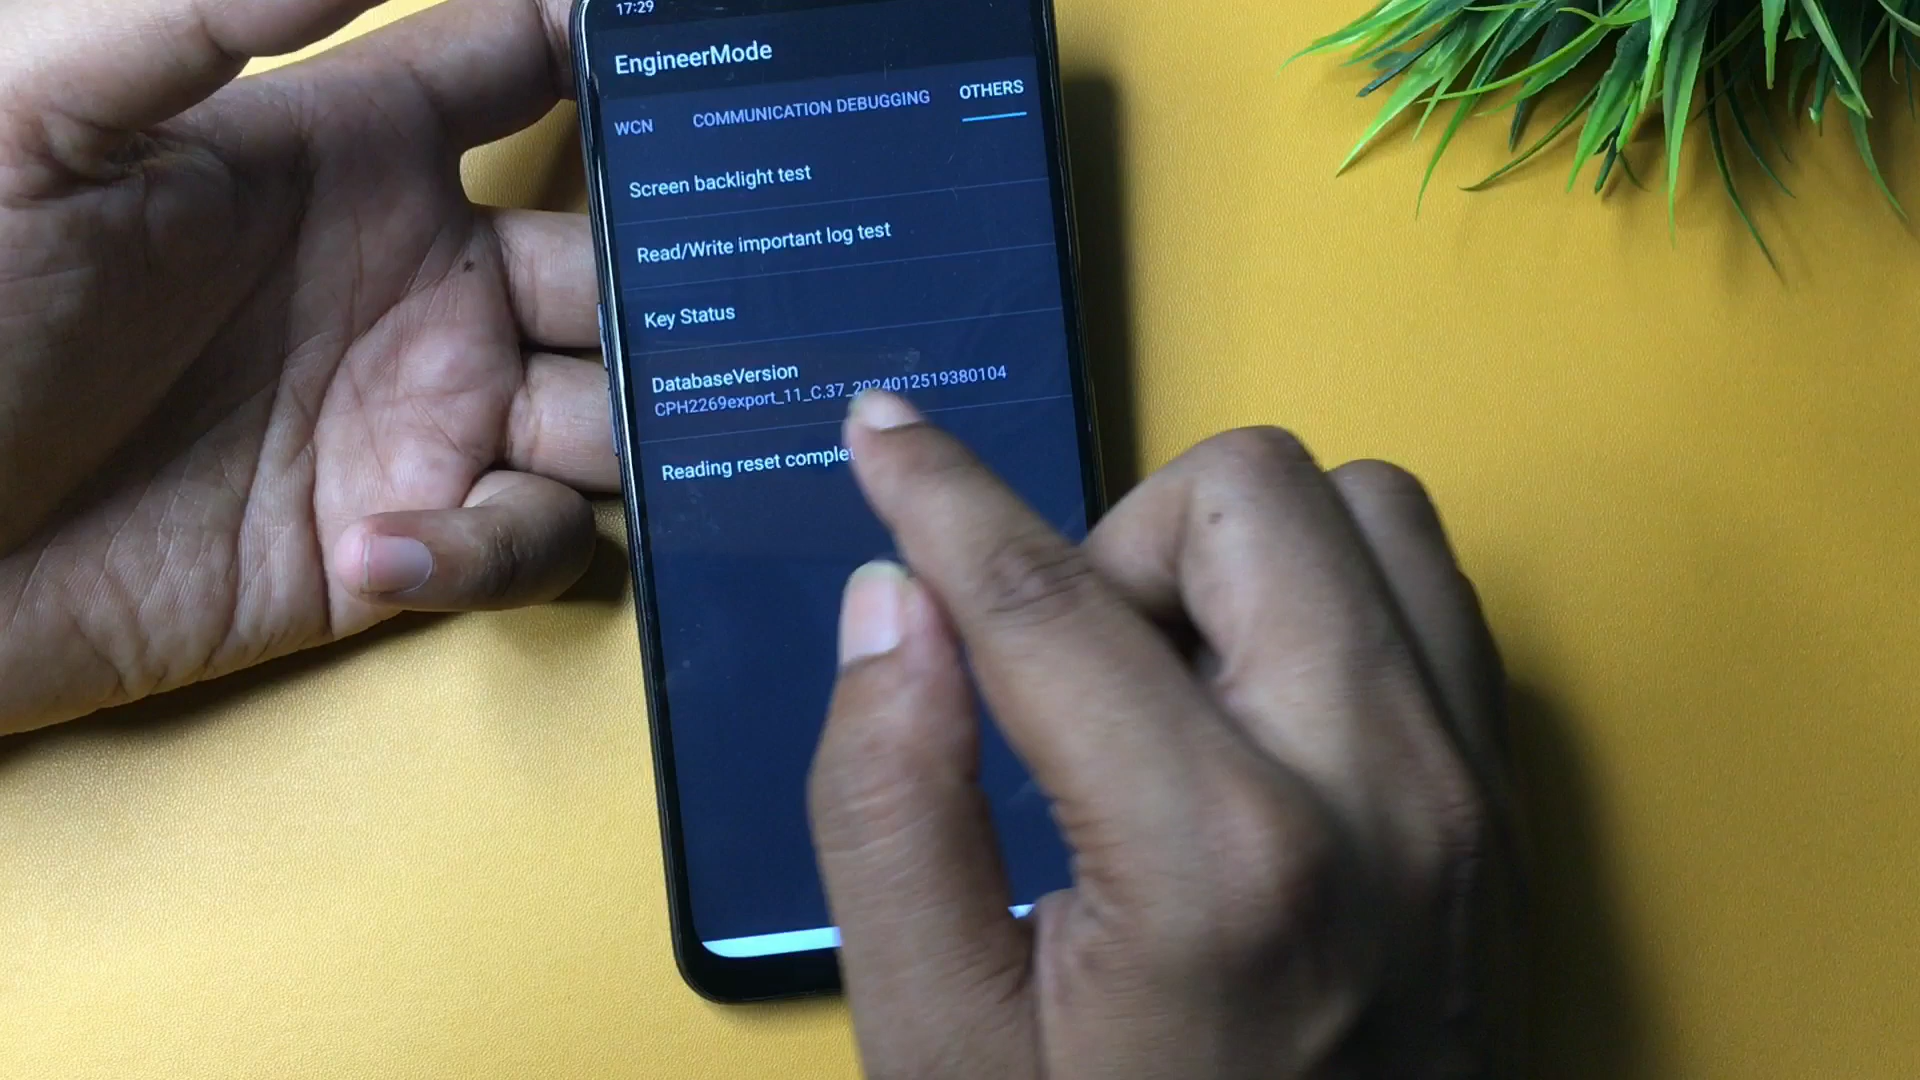 17:29
EngineerMode
WCN COMMUNICATION DEBUGGING OTHERS
Screen backlight test
Read/Write important log test
Key Status
DatabaseVersion
CPH2269export_11_C.37_2024012519380104
Reading reset